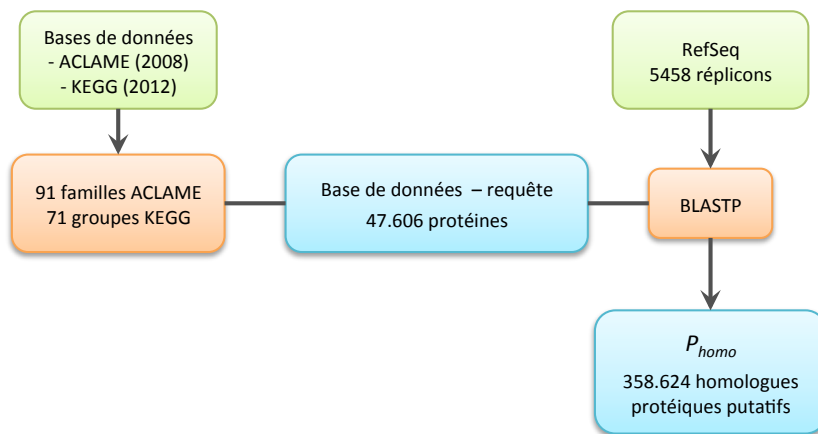 Bases de données
- ACLAME (2008)
- KEGG (2012)
RefSeq
5458 réplicons
91 familles ACLAME
71 groupes KEGG
Base de données – requête
47.606 protéines
BLASTP
P_homo
358.624 homologues
protéiques putatifs